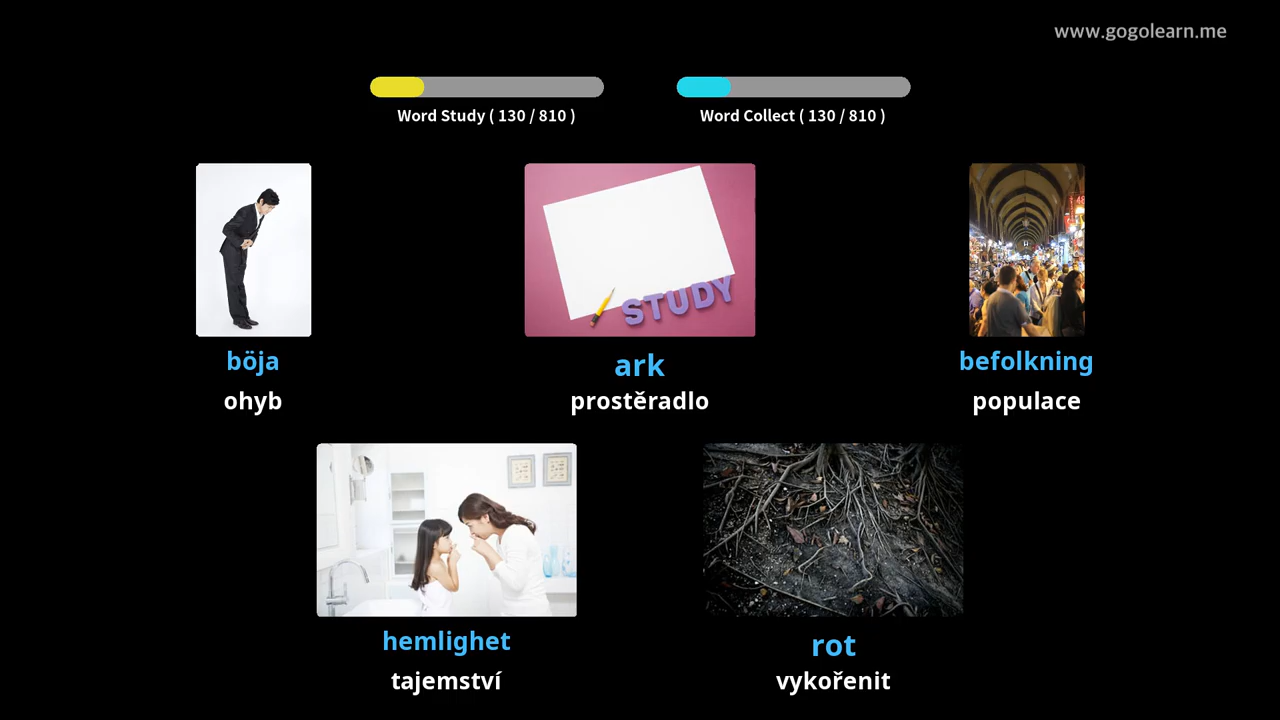 www.gogolearn.me
Word Study ( 130 / 810 )
Word Collect ( 130 / 810 )
STUDY
böja
ark
befolkning
ohyb
prostěradlo
populace
hemlighet
rot
tajemství
vykořenit